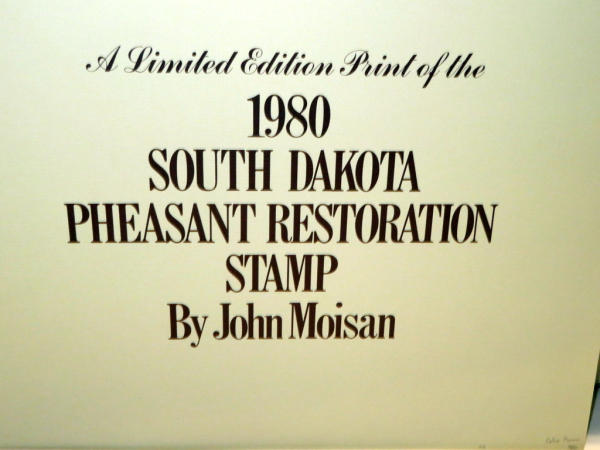 A Limited Edition Print of the
1980
SOUTH DAKOTA
PHEASANT RESTORATION
STAMP
By John Moisan